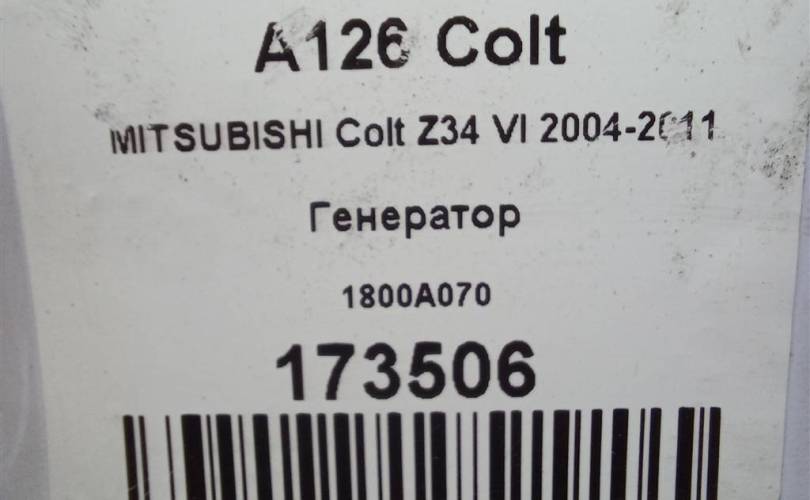 A126 Colt
MITSUBISHI Colt Z34 VI 2004-2011
Генератор
1800A070
173506